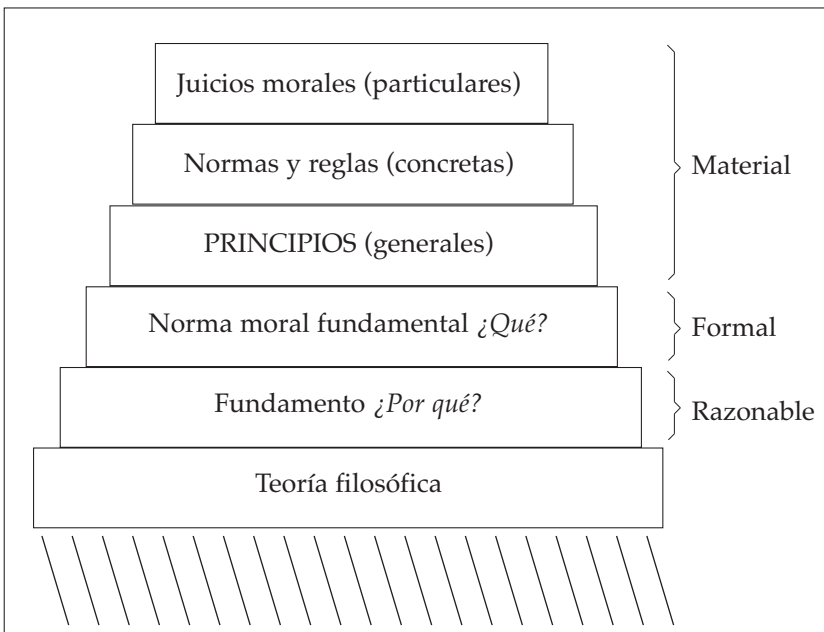 Juicios morales (particulares)
Normas y reglas (concretas)
Material
PRINCIPIOS (generales)
Norma moral fundamental ¿Qué?
Formal
Fundamento ¿Por qué?
Razonable
Teoría filosófica